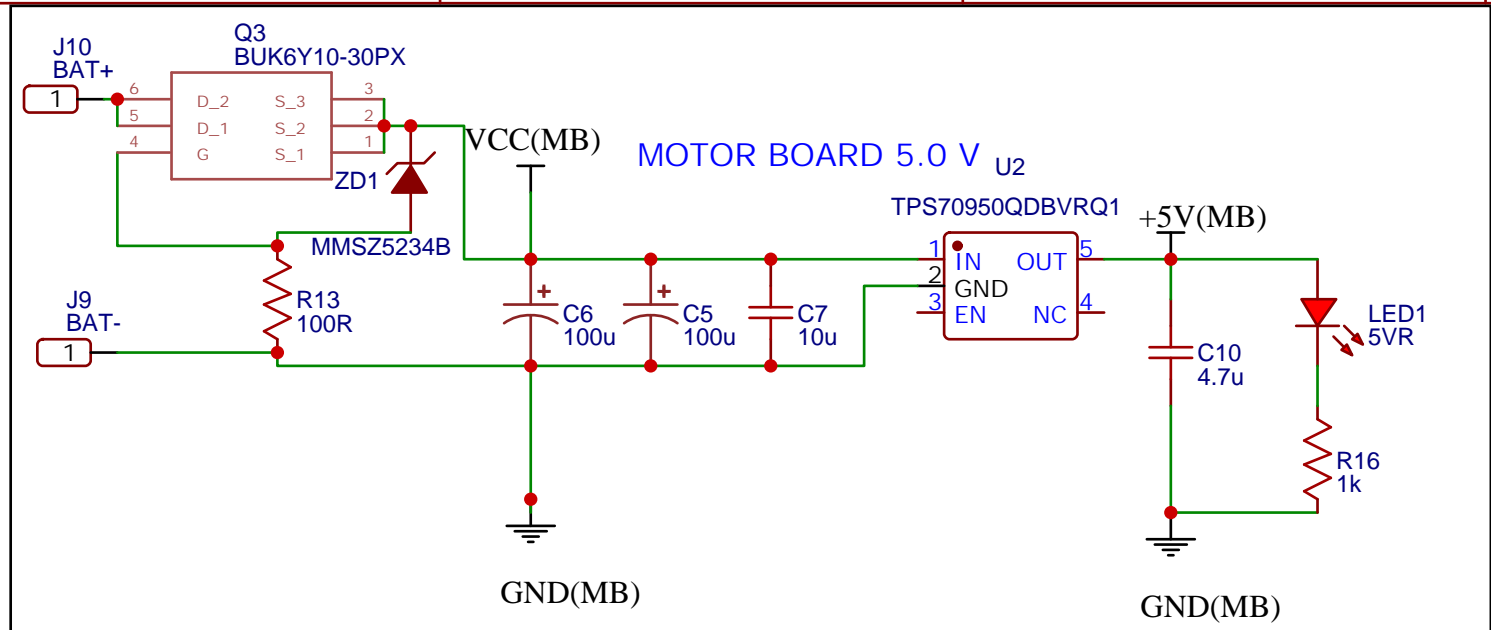 Q3
BUK6Y10-30PX
J10
BAT+
1
6
D_2
S_3
3
5
D_1
S_2
2
4
G
S_1
1
VCC(MB)
MOTOR BOARD 5.0 V
U2
TPS70950QDBVRQ1
ZD1
MMSZ5234B
+5V(MB)
1
IN
OUT
5
2
GND
3
EN
NC
4
J9
BAT-
1
R13
100R
+
C6
100u
+
C5
100u
C7
10u
C10
4.7u
LED1
5VR
R16
1k
GND(MB)
GND(MB)